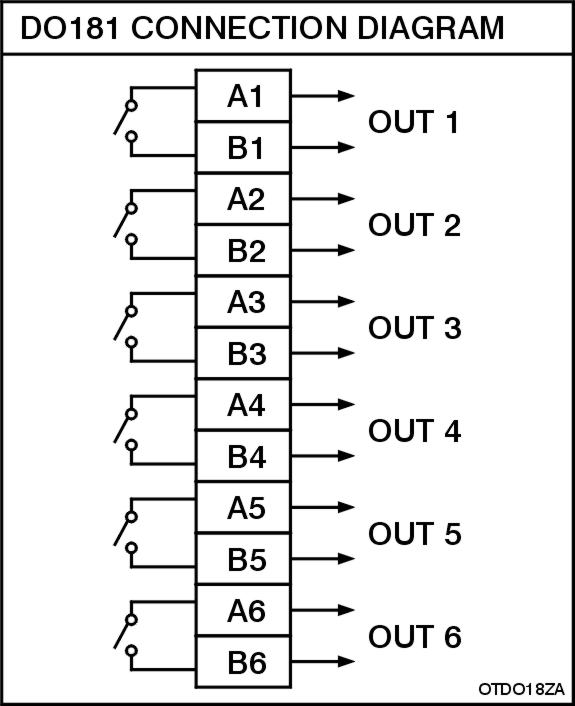 DO181 CONNECTION DIAGRAM
A1
OUT 1
B1
A2
OUT 2
B2
A3
OUT 3
B3
A4
OUT 4
B4
A5
OUT 5
B5
A6
OUT 6
B6
OTDO18ZA